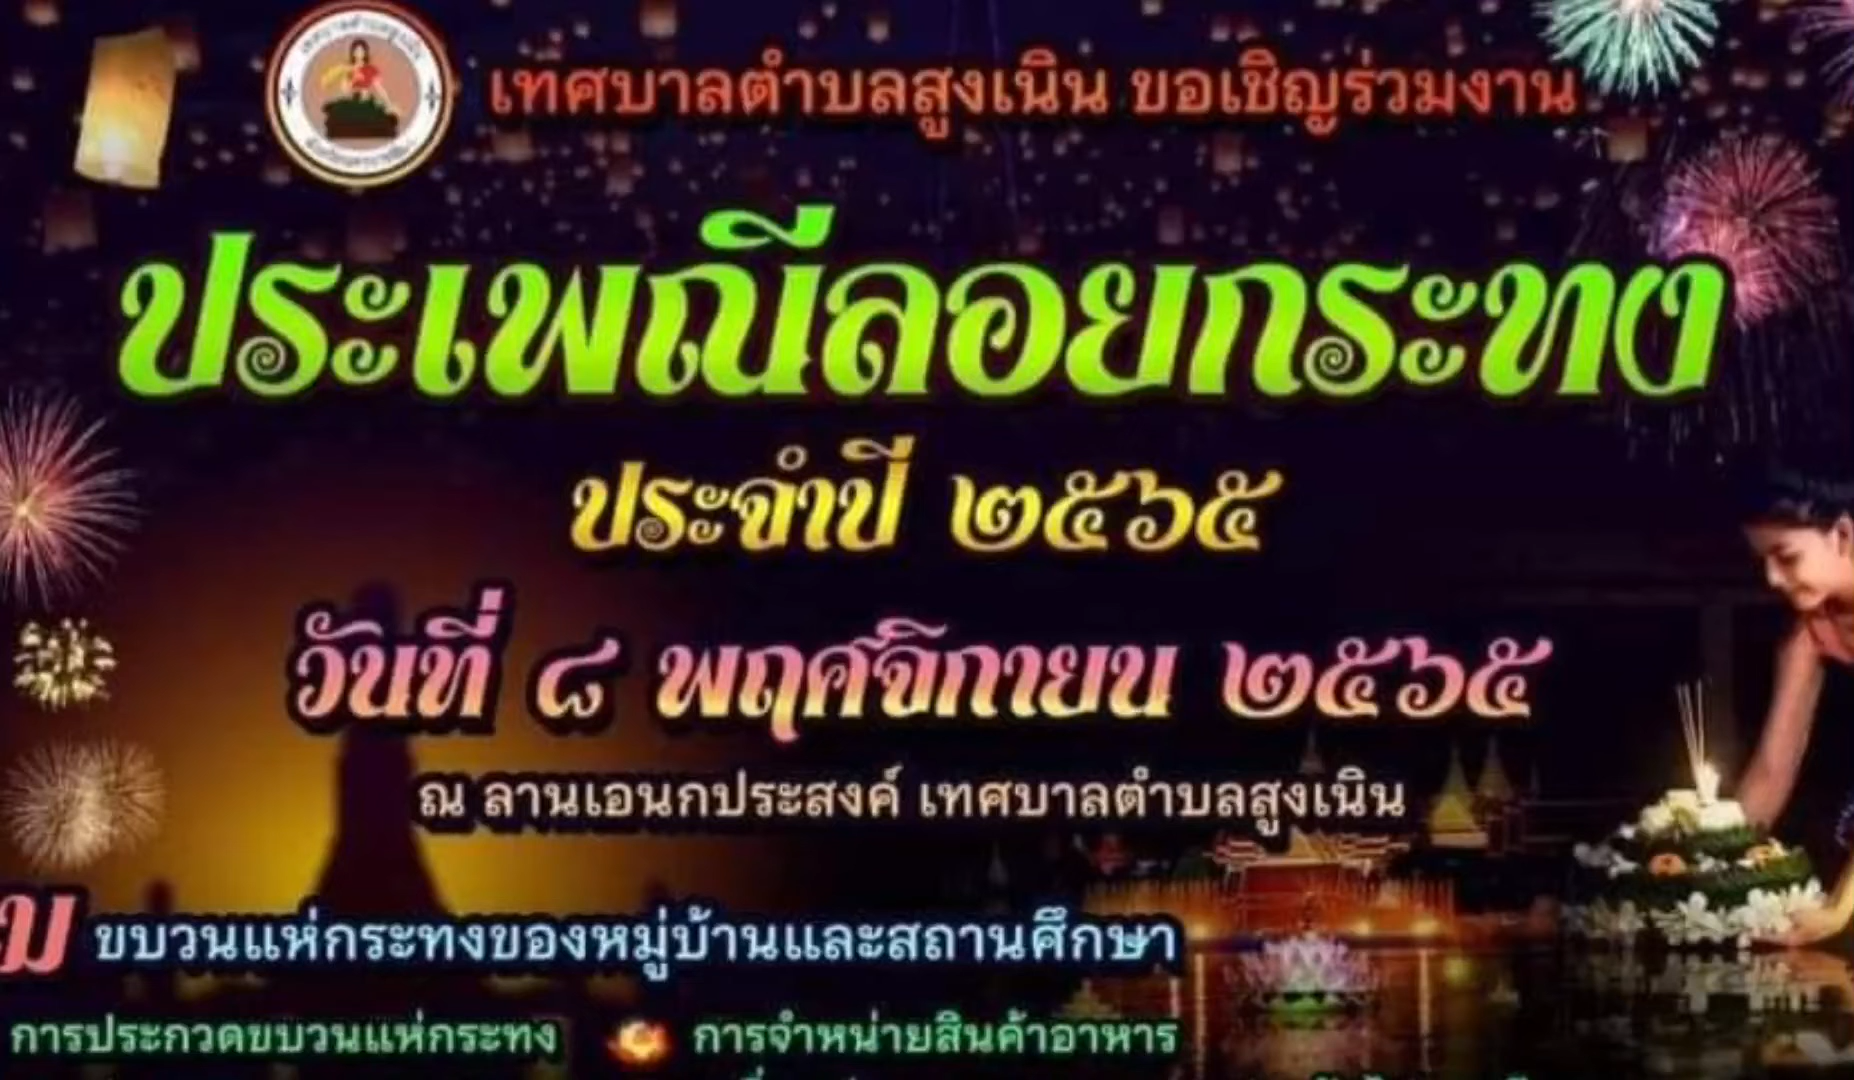 เทศบาลตำบลสูงเนิน ขอเชิญร่วมงาน
ประเพณีลอยกระทง
ประจำปี ๒๕๖๕
วันที่ ๘ พฤศจิกายน ๒๕๖๕
ณ ลานเอนกประสงค์ เทศบาลตำบลสูงเนิน
ขบวนแห่กระทงของหมู่บ้านและสถานศึกษา
การประกวดขบวนแห่กระทง การจำหน่ายสินค้าอาหาร